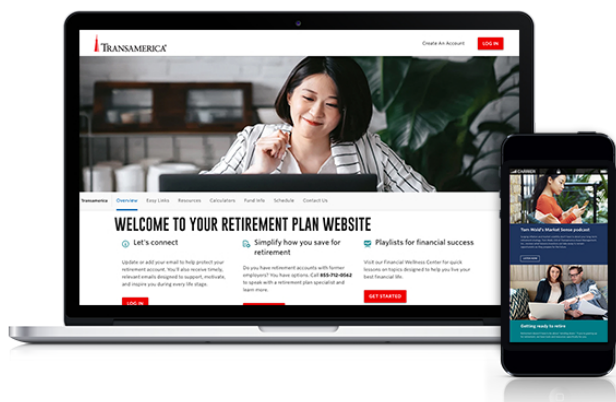 TRANSAMERICA®
Create An Account
LOG IN
Transamerica Overview Easy Links Resources Calculators Fund Info Schedule Contact Us
WELCOME TO YOUR RETIREMENT PLAN WEBSITE
Let's connect
Update or add your email to help protect your
retirement account. You'll also receive timely,
relevant emails designed to support, motivate,
and inspire you during every life stage.
LOG IN
Simplify how you save for
retirement
Do you have retirement accounts with former
employers? You have options. Call 855-712-0062
to speak with a retirement plan specialist and
learn more.
Playlists for financial success
Visit our Financial Wellness Center for quick
lessons on topics designed to help you live your
best financial life.
GET STARTED
CARRIER
Tom Wald's Market Sense podcast
Getting ready to retire